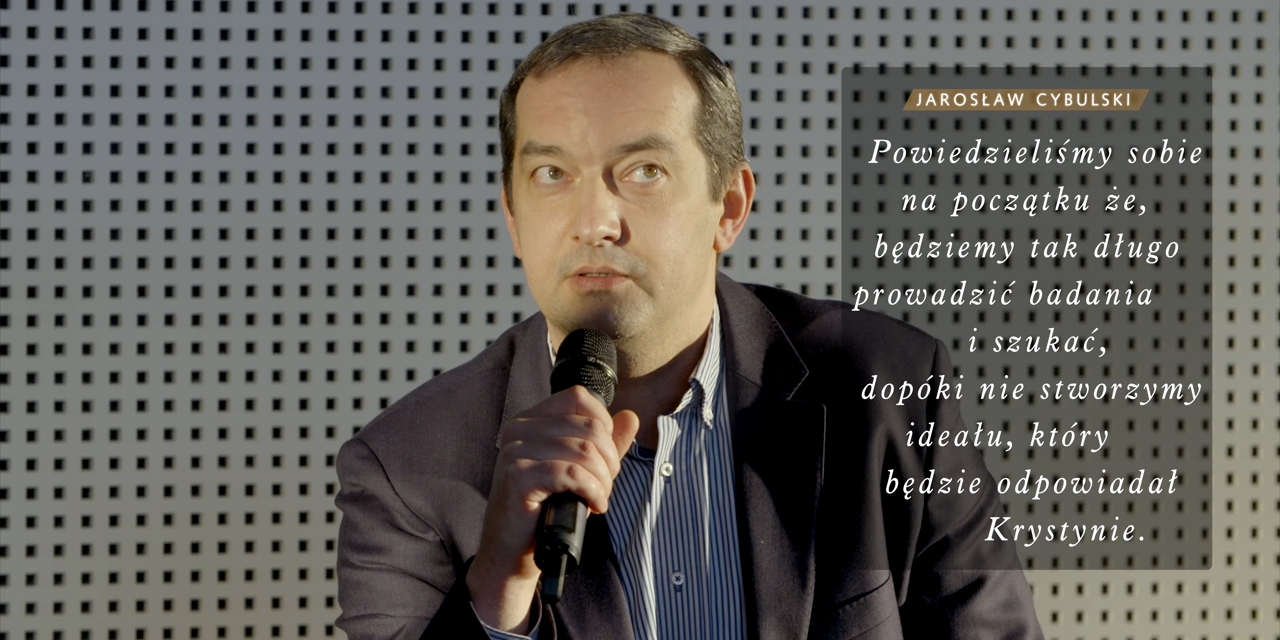 JAROSŁAW CYBULSKI
Powiedzieliśmy sobie
na początku że,
będziemy tak długo
prowadzić badania
i szukać,
dopóki nie stworzymy
ideału, który
będzie odpowiadał
Krystynie.